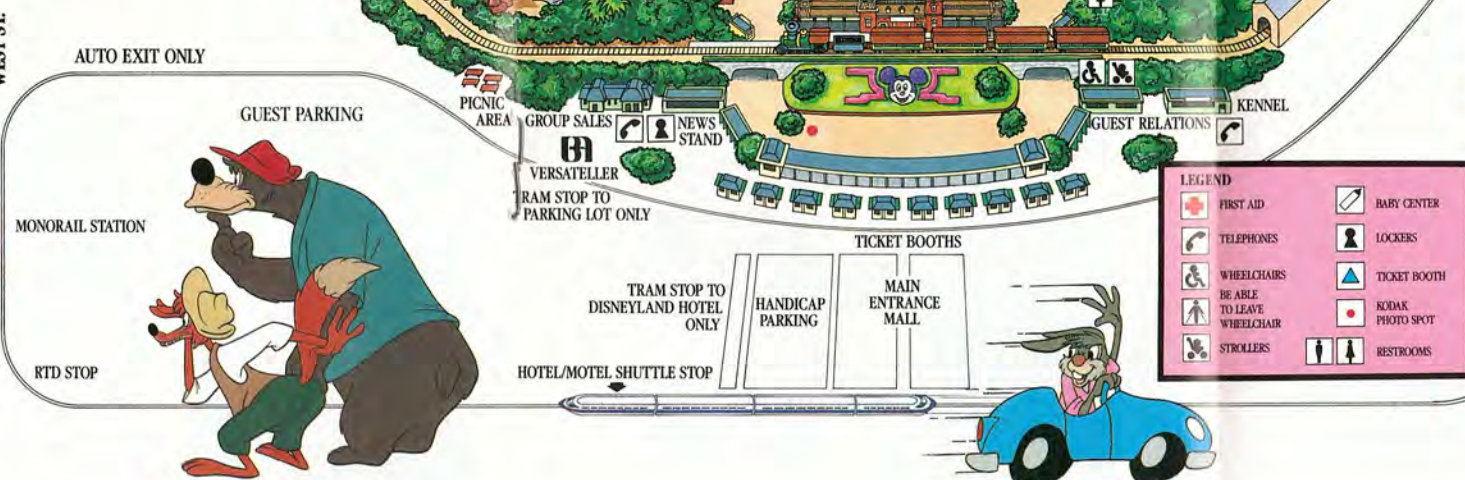 WEST ST.
AUTO EXIT ONLY
GUEST PARKING
MONORAIL STATION
RTD STOP
PICNIC
AREA
GROUP SALES
NEWS
STAND
BA
VERSATELLER
TRAM STOP TO
PARKING LOT ONLY
GUEST RELATIONS
KENNEL
TICKET BOOTHS
TRAM STOP TO
DISNEYLAND HOTEL
ONLY
HANDICAP
PARKING
MAIN
ENTRANCE
MALL
HOTEL/MOTEL SHUTTLE STOP
LEGEND
FIRST AID
TELEPHONES
WHEELCHAIRS
BE ABLE
TO LEAVE
WHEELCHAIR
STROLLERS
BABY CENTER
LOCKERS
TICKET BOOTH
KODAK
PHOTO SPOT
RESTROOMS